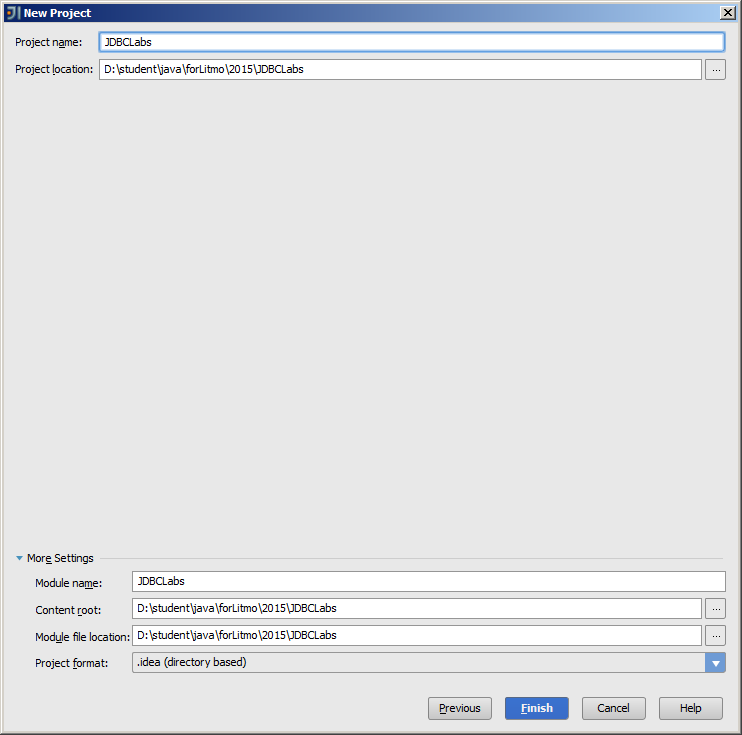 New Project
Project name: JDBCLabs
Project location: D:\student\java\forLitmo\2015\JDBCLabs ...
More Settings
Module name: JDBCLabs
Content root: D:\student\java\forLitmo\2015\JDBCLabs ...
Module file location: D:\student\java\forLitmo\2015\JDBCLabs ...
Project format: .idea (directory based)
Previous Finish Cancel Help